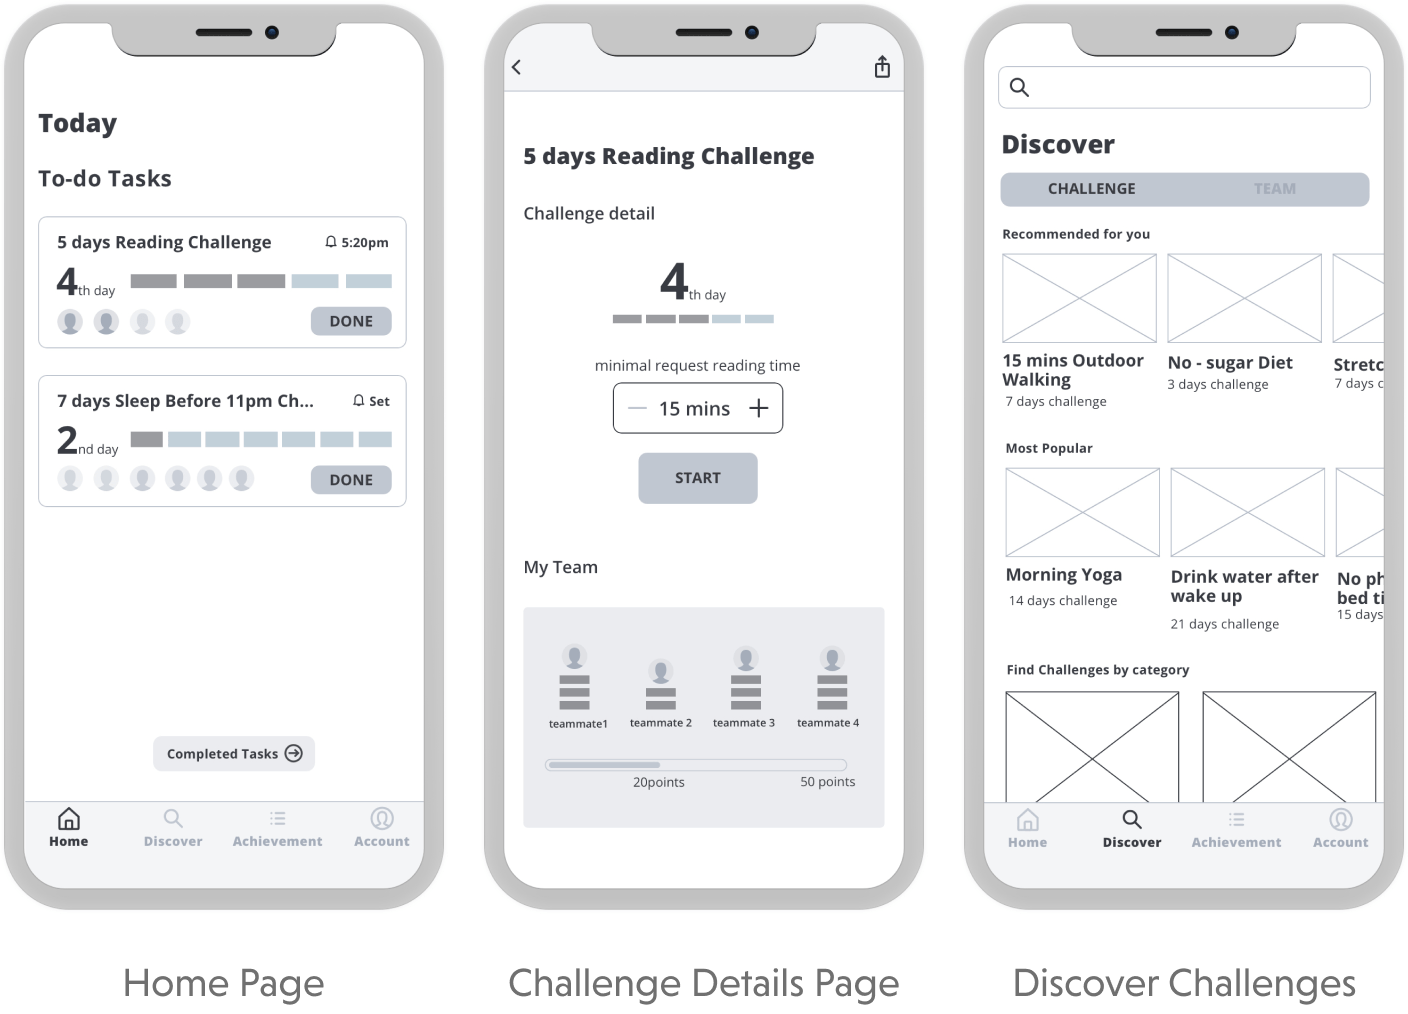 Today
To-do Tasks
5 days Reading Challenge
5:20pm
4th day
DONE
7 days Sleep Before 11pm Ch...
Set
2nd day
DONE
Completed Tasks
Home
Discover
Achievement
Account
Home Page
5 days Reading Challenge
Challenge detail
4th day
minimal request reading time
15 mins
START
My Team
teammate1
teammate 2
teammate 3
teammate 4
20points
50 points
Challenge Details Page
Discover
CHALLENGE
TEAM
Recommended for you
15 mins Outdoor
Walking
7 days challenge
No - sugar Diet
3 days challenge
Stretc
7 days c
Most Popular
Morning Yoga
14 days challenge
Drink water after
wake up
21 days challenge
No ph
bed ti
15 days
Find Challenges by category
Home
Discover
Achievement
Account
Discover Challenges